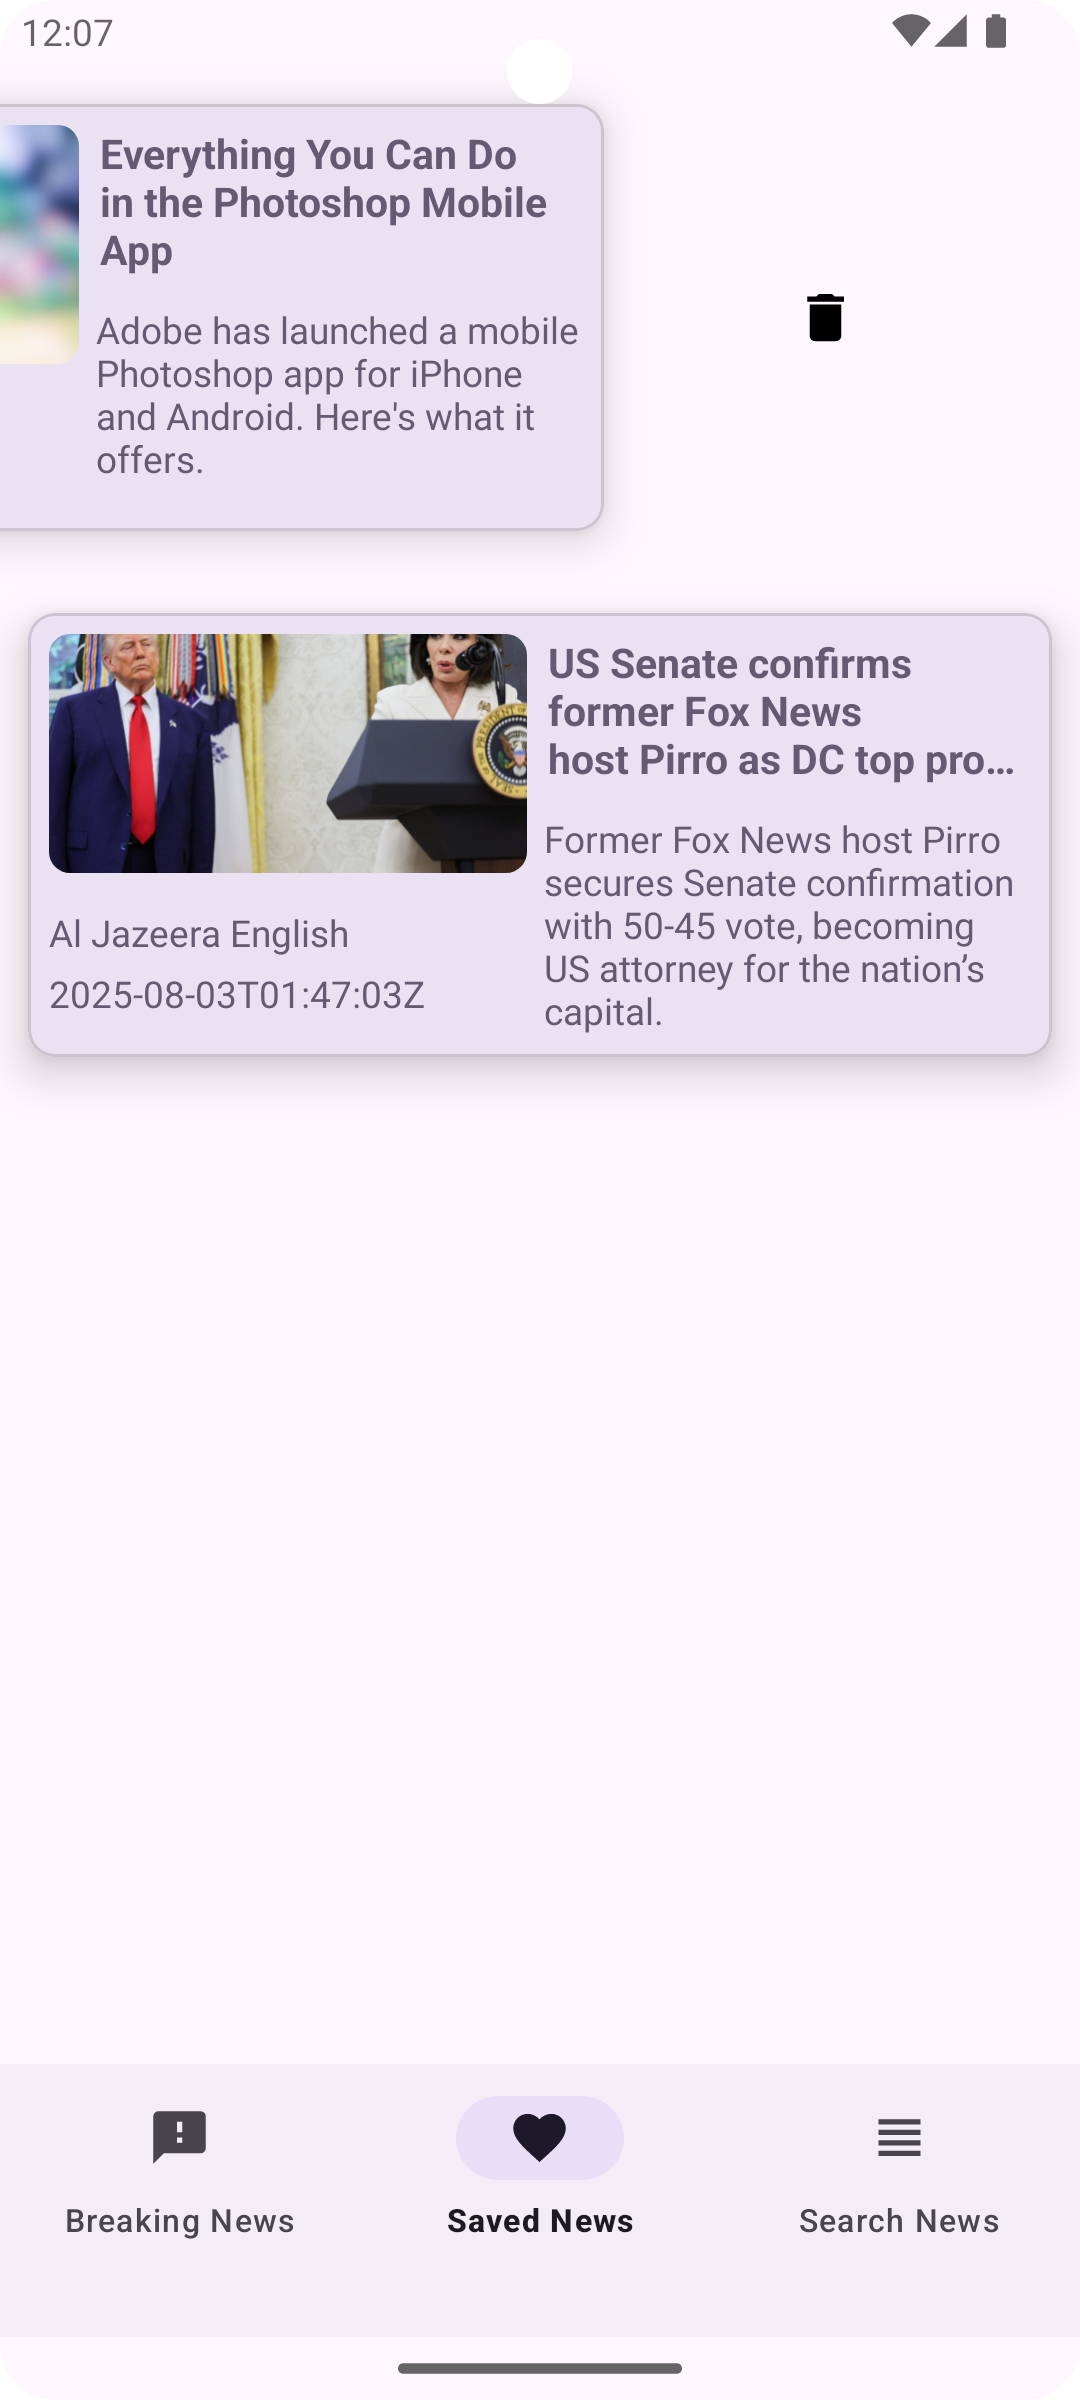 12:07
Everything You Can Do
in the Photoshop Mobile
App
Adobe has launched a mobile
Photoshop app for iPhone
and Android. Here's what it
offers.
US Senate confirms
former Fox News
host Pirro as DC top pro...
Former Fox News host Pirro
secures Senate confirmation
with 50-45 vote, becoming
US attorney for the nation’s
capital.
Al Jazeera English
2025-08-03T01:47:03Z
Breaking News
Saved News
Search News